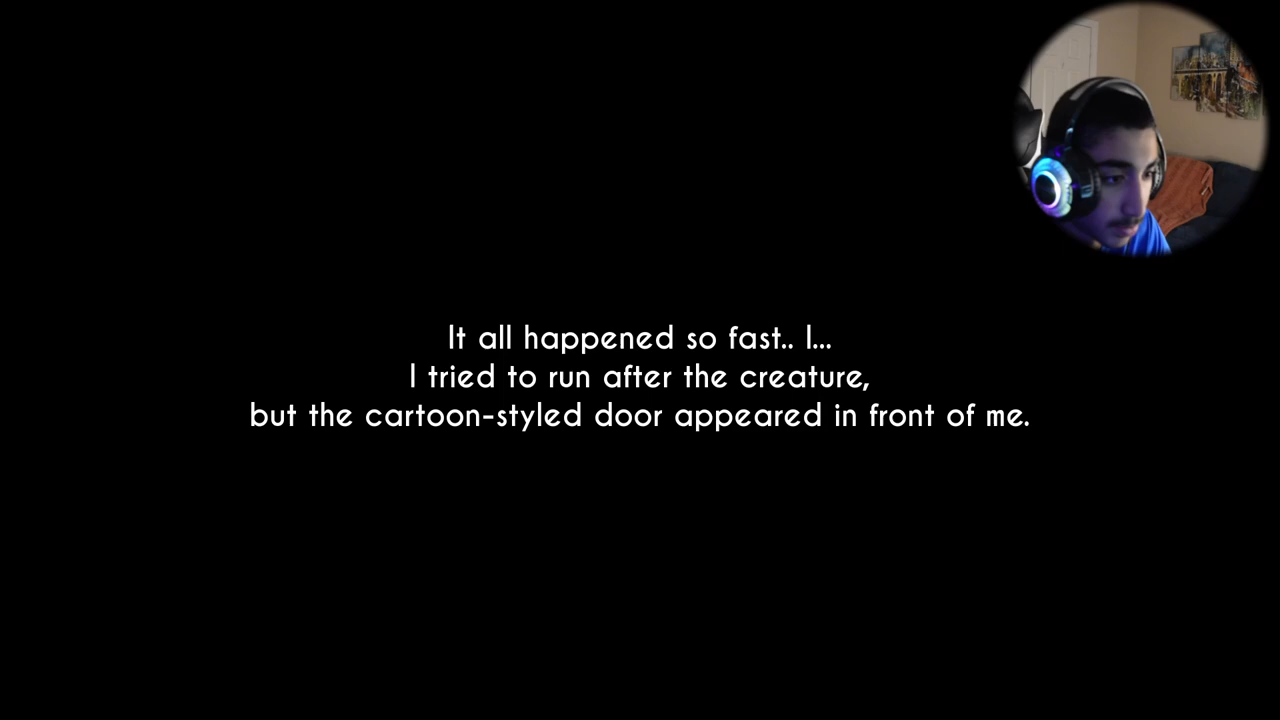 It all happened so fast.. I...
I tried to run after the creature,
but the cartoon-styled door appeared in front of me.